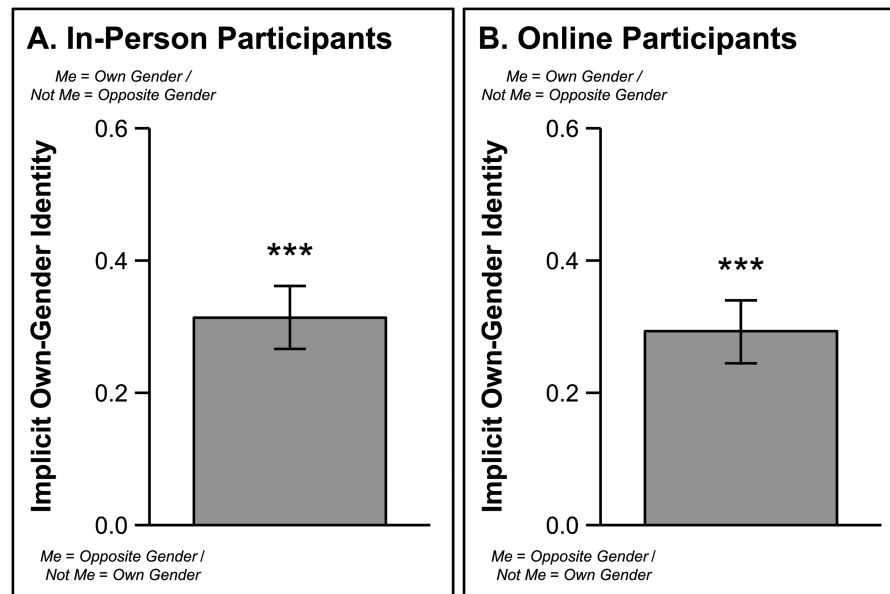 A. In-Person Participants
Me = Own Gender /
Not Me = Opposite Gender
Implicit Own-Gender Identity
0.6
0.4
0.2
0.0
***
Me = Opposite Gender /
Not Me = Own Gender
B. Online Participants
Me = Own Gender /
Not Me = Opposite Gender
Implicit Own-Gender Identity
0.6
0.4
0.2
0.0
***
Me = Opposite Gender /
Not Me = Own Gender